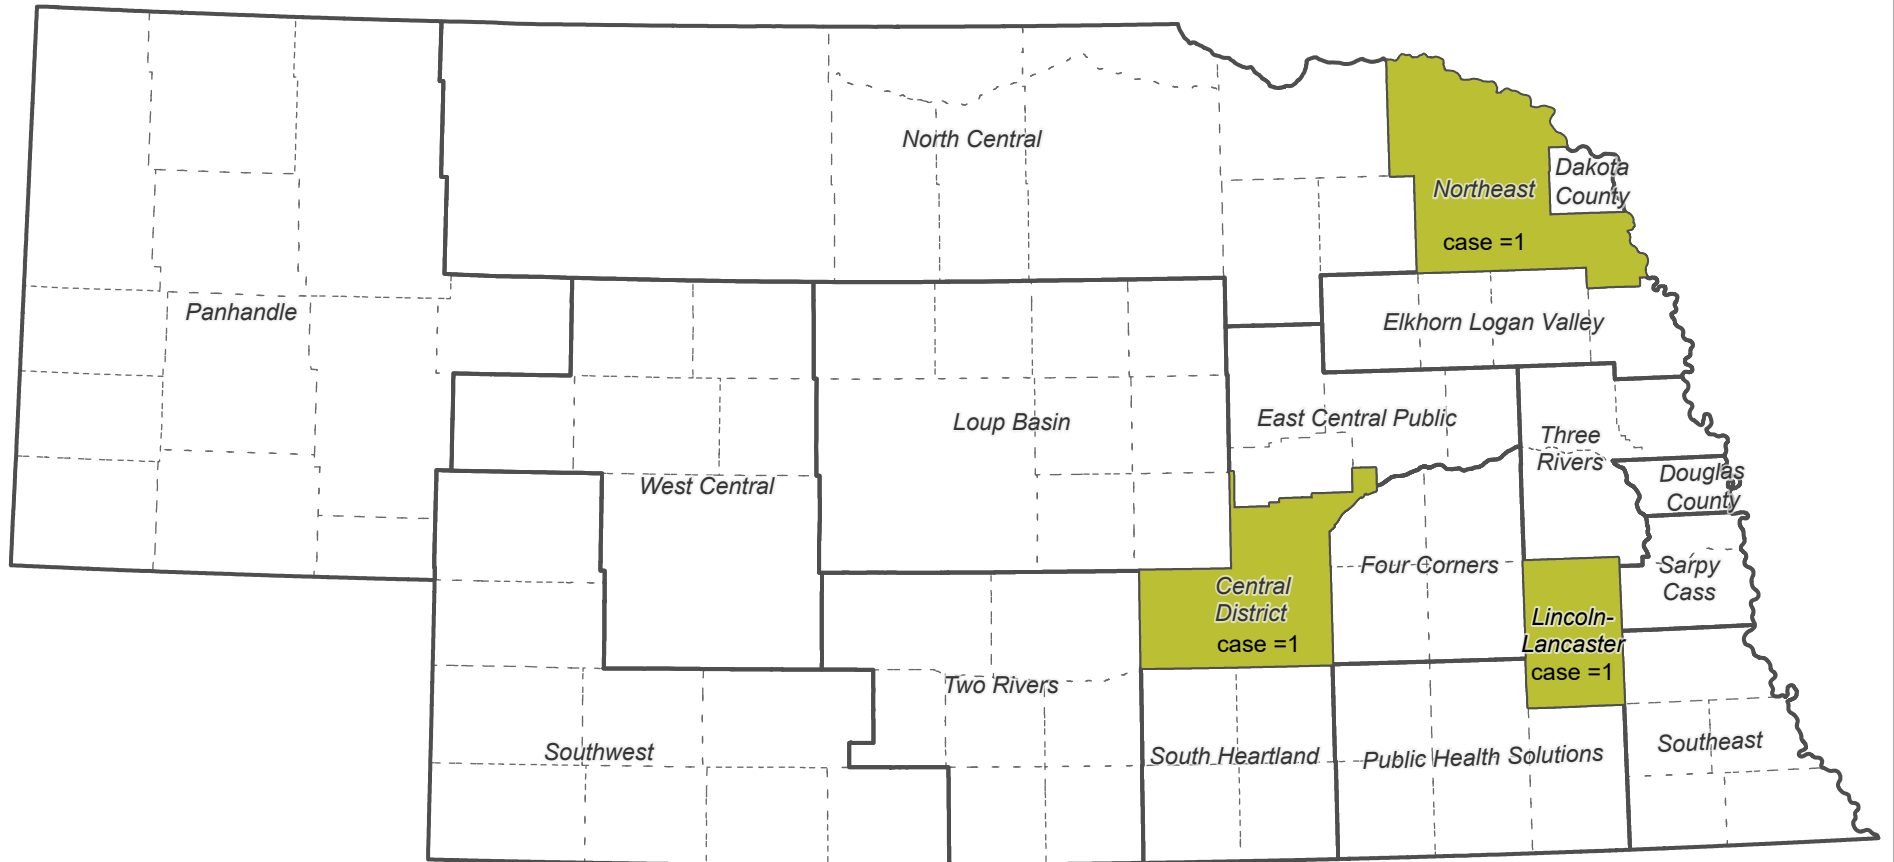 North Central
Northeast
case =1
Dakota
County
Panhandle
Elkhorn Logan Valley
Loup Basin
East Central Public
Three
Rivers
Douglas
County
West Central
Central
District
case =1
Four Corners
Sarpy
Cass
Lincoln-
Lancaster
case =1
Two Rivers
Southwest
South Heartland
Public Health Solutions
Southeast